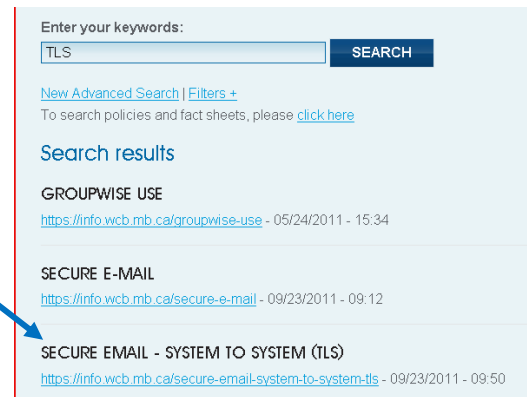 Enter your keywords:
TLS
SEARCH
New Advanced Search | Filters +
To search policies and fact sheets, please click here
Search results
GROUPWISE USE
https://info.wcb.mb.ca/groupwise-use - 05/24/2011 - 15:34
SECURE E-MAIL
https://info.wcb.mb.ca/secure-e-mail - 09/23/2011 - 09:12
SECURE EMAIL - SYSTEM TO SYSTEM (TLS)
https://info.wcb.mb.ca/secure-email-system-to-system-tls - 09/23/2011 - 09:50